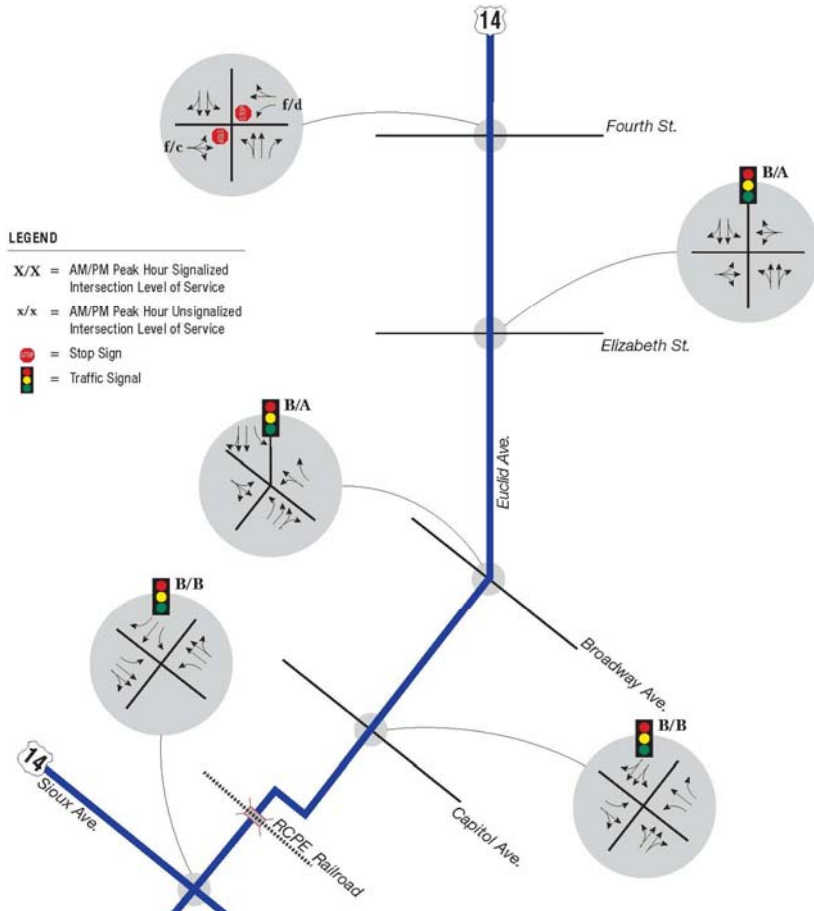 14
f/d
f/c
Fourth St.
B/A
LEGEND
X/X = AM/PM Peak Hour Signalized
Intersection Level of Service
x/x = AM/PM Peak Hour Unsignalized
Intersection Level of Service
STOP = Stop Sign
= Traffic Signal
Elizabeth St.
B/A
Euclid Ave.
B/B
Broadway Ave.
B/B
14
Sioux Ave.
RCPE Railroad
Capitol Ave.